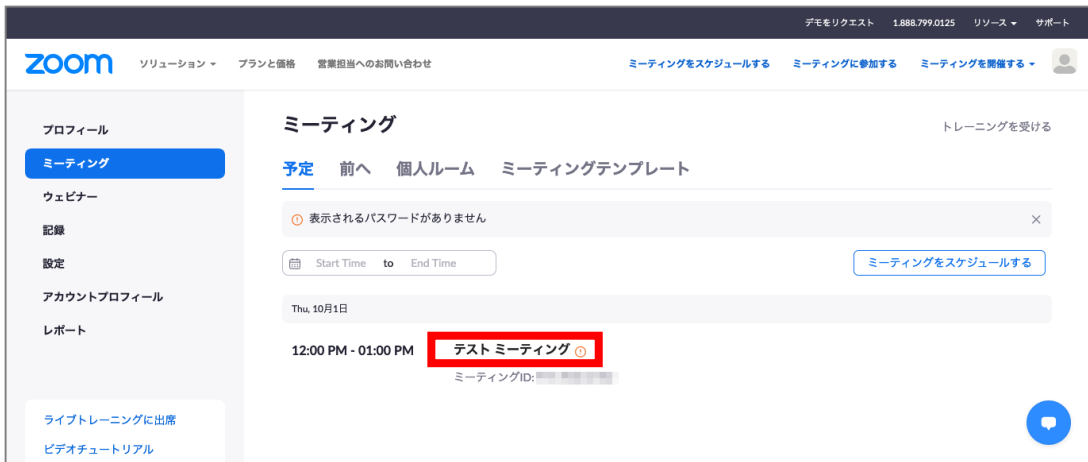 デモをリクエスト 1.888.799.0125 リソース サポート
zoom ソリューション プランと価格 営業担当へのお問い合わせ ミーティングをスケジュールする ミーティングに参加する ミーティングを開催する
プロフィール
ミーティング
ウェビナー
記録
設定
アカウントプロフィール
レポート
ライブトレーニングに出席
ビデオチュートリアル
ミーティング トレーニングを受ける
予定 前へ 個人ルーム ミーティングテンプレート
表示されるパスワードがありません
Start Time to End Time ミーティングをスケジュールする
Thu, 10月1日
12:00 PM - 01:00 PM テスト ミーティング
ミーティングID: